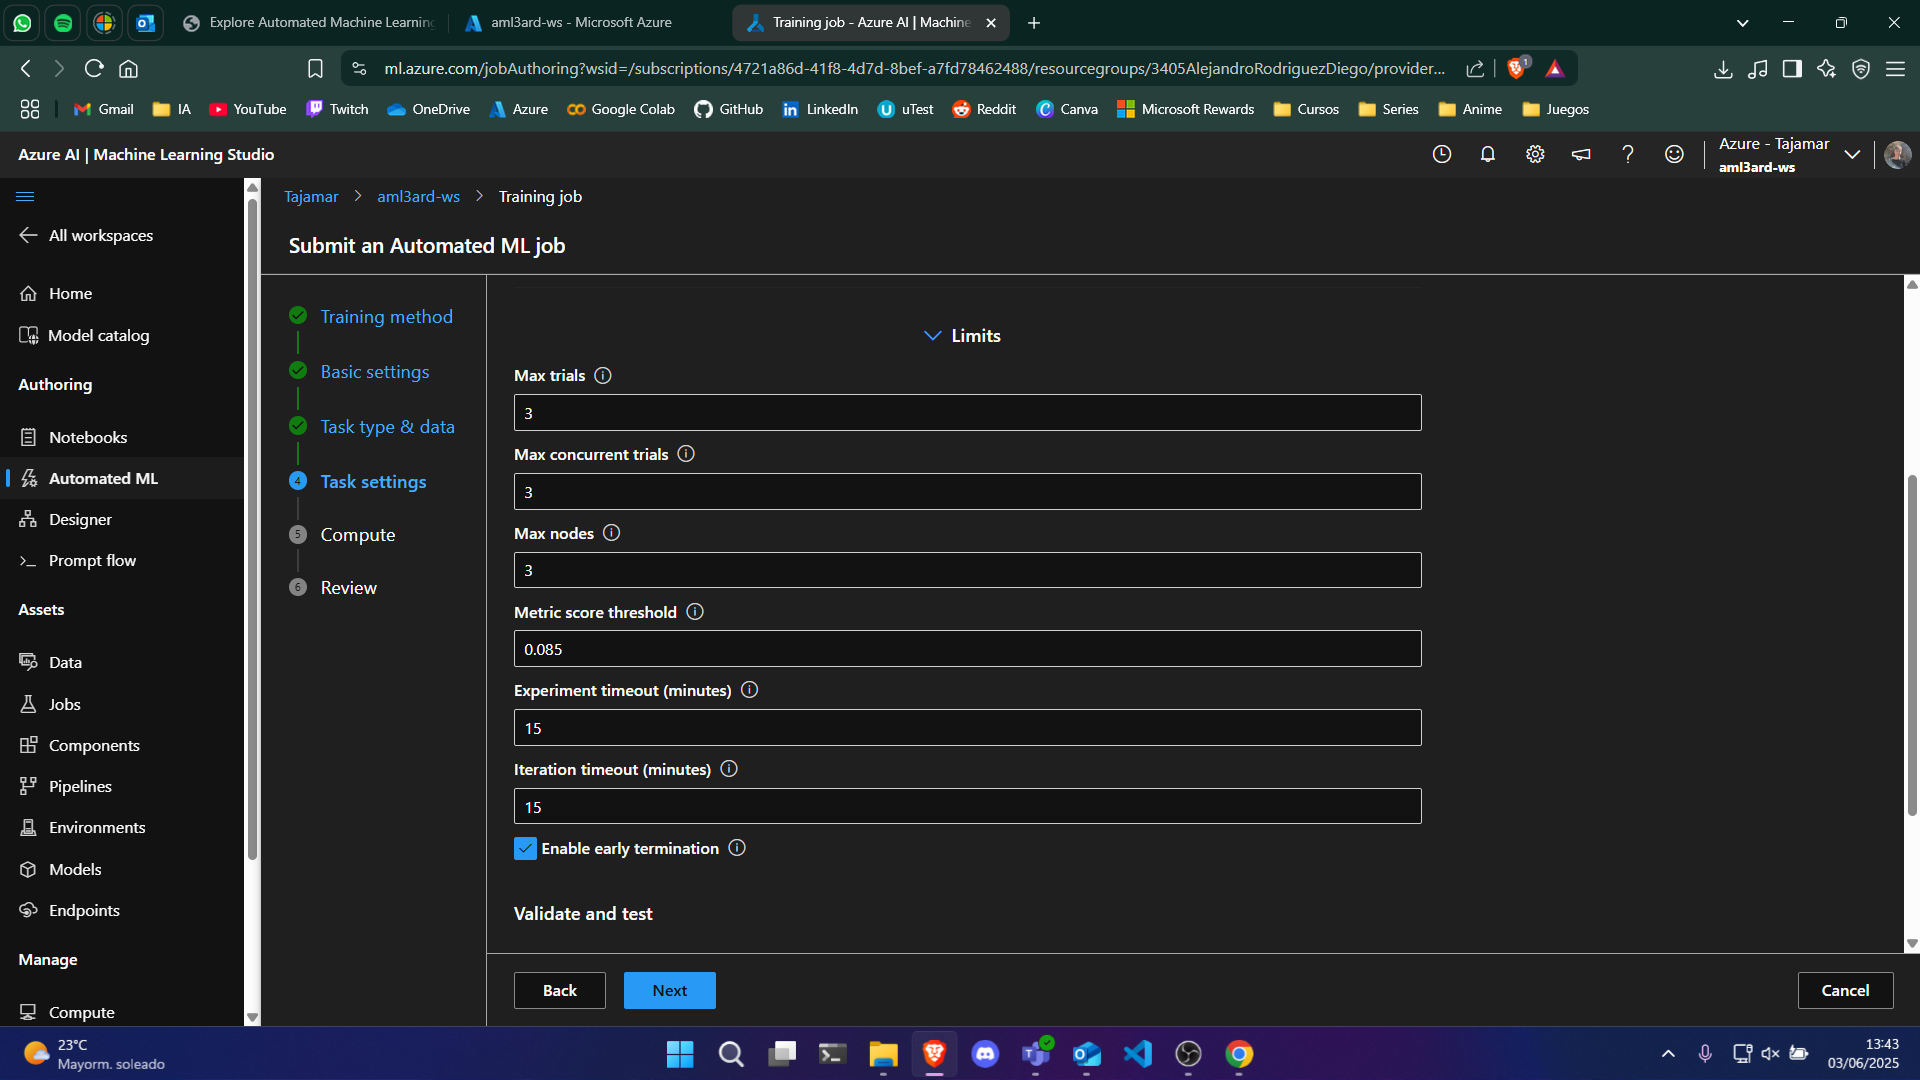 Explore Automated Machine Learning
aml3ard-ws - Microsoft Azure
Training job - Azure AI | Machine
ml.azure.com/jobAuthoring?wsid=/subscriptions/4721a86d-41f8-4d7d-8bef-a7fd78462488/resourcegroups/3405AlejandroRodriguezDiego/provider...
1
Gmail
IA
YouTube
Twitch
OneDrive
Azure
Google Colab
GitHub
LinkedIn
uTest
Reddit
Canva
Microsoft Rewards
Cursos
Series
Anime
Juegos
Azure AI | Machine Learning Studio
Azure - Tajamar
aml3ard-ws
All workspaces
Home
Model catalog
Authoring
Notebooks
Automated ML
Designer
Prompt flow
Assets
Data
Jobs
Components
Pipelines
Environments
Models
Endpoints
Manage
Compute
Tajamar > aml3ard-ws > Training job
Submit an Automated ML job
Training method
Basic settings
Task type & data
4 Task settings
5 Compute
6 Review
Limits
Max trials
3
Max concurrent trials
3
Max nodes
3
Metric score threshold
0.085
Experiment timeout (minutes)
15
Iteration timeout (minutes)
15
Enable early termination
Validate and test
Back
Next
Cancel
23°C
Mayorm. soleado
13:43
03/06/2025